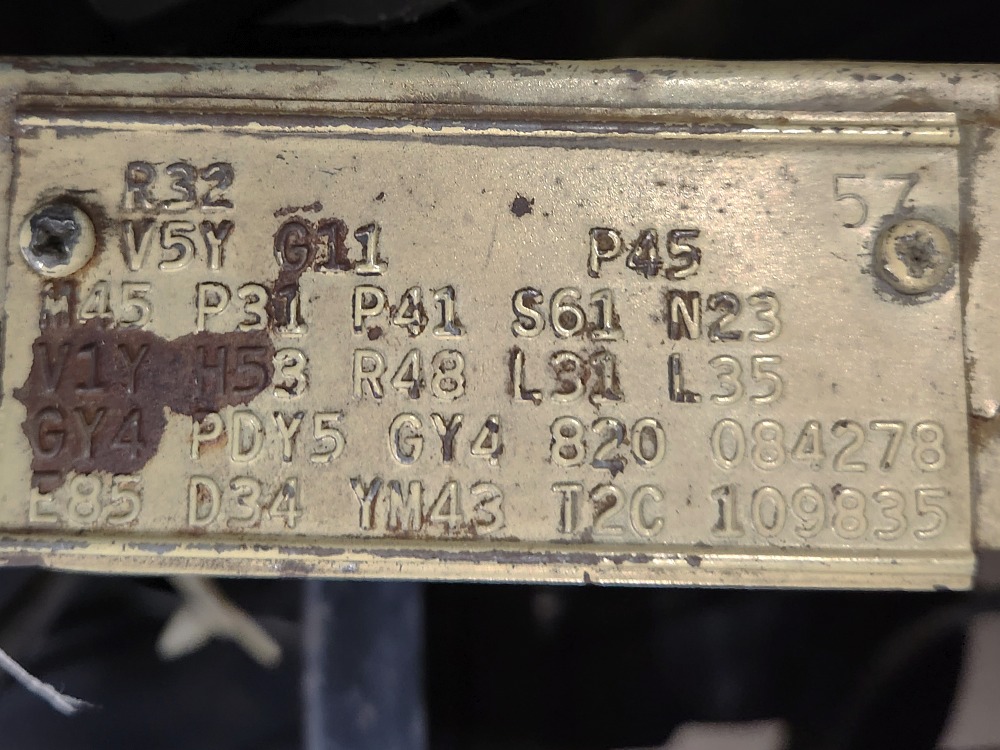 R32 57
V5Y G11 P45
M45 P31 P41 S61 N23
V1Y H53 R48 L31 L35
GY4 PDY5 GY4 820 084278
E85 D34 YM43 T2C 109835